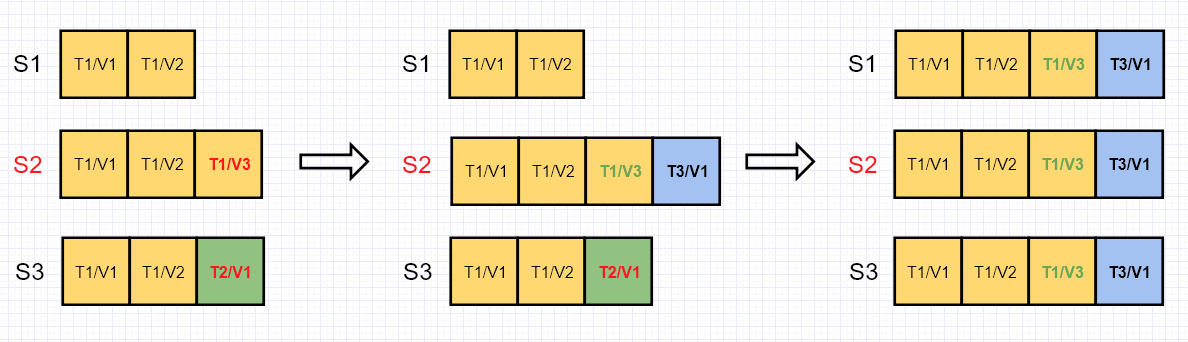 S1 T1/V1 T1/V2
S2 T1/V1 T1/V2 T1/V3
S3 T1/V1 T1/V2 T2/V1
S1 T1/V1 T1/V2
S2 T1/V1 T1/V2 T1/V3 T3/V1
S3 T1/V1 T1/V2 T2/V1
S1 T1/V1 T1/V2 T1/V3 T3/V1
S2 T1/V1 T1/V2 T1/V3 T3/V1
S3 T1/V1 T1/V2 T1/V3 T3/V1